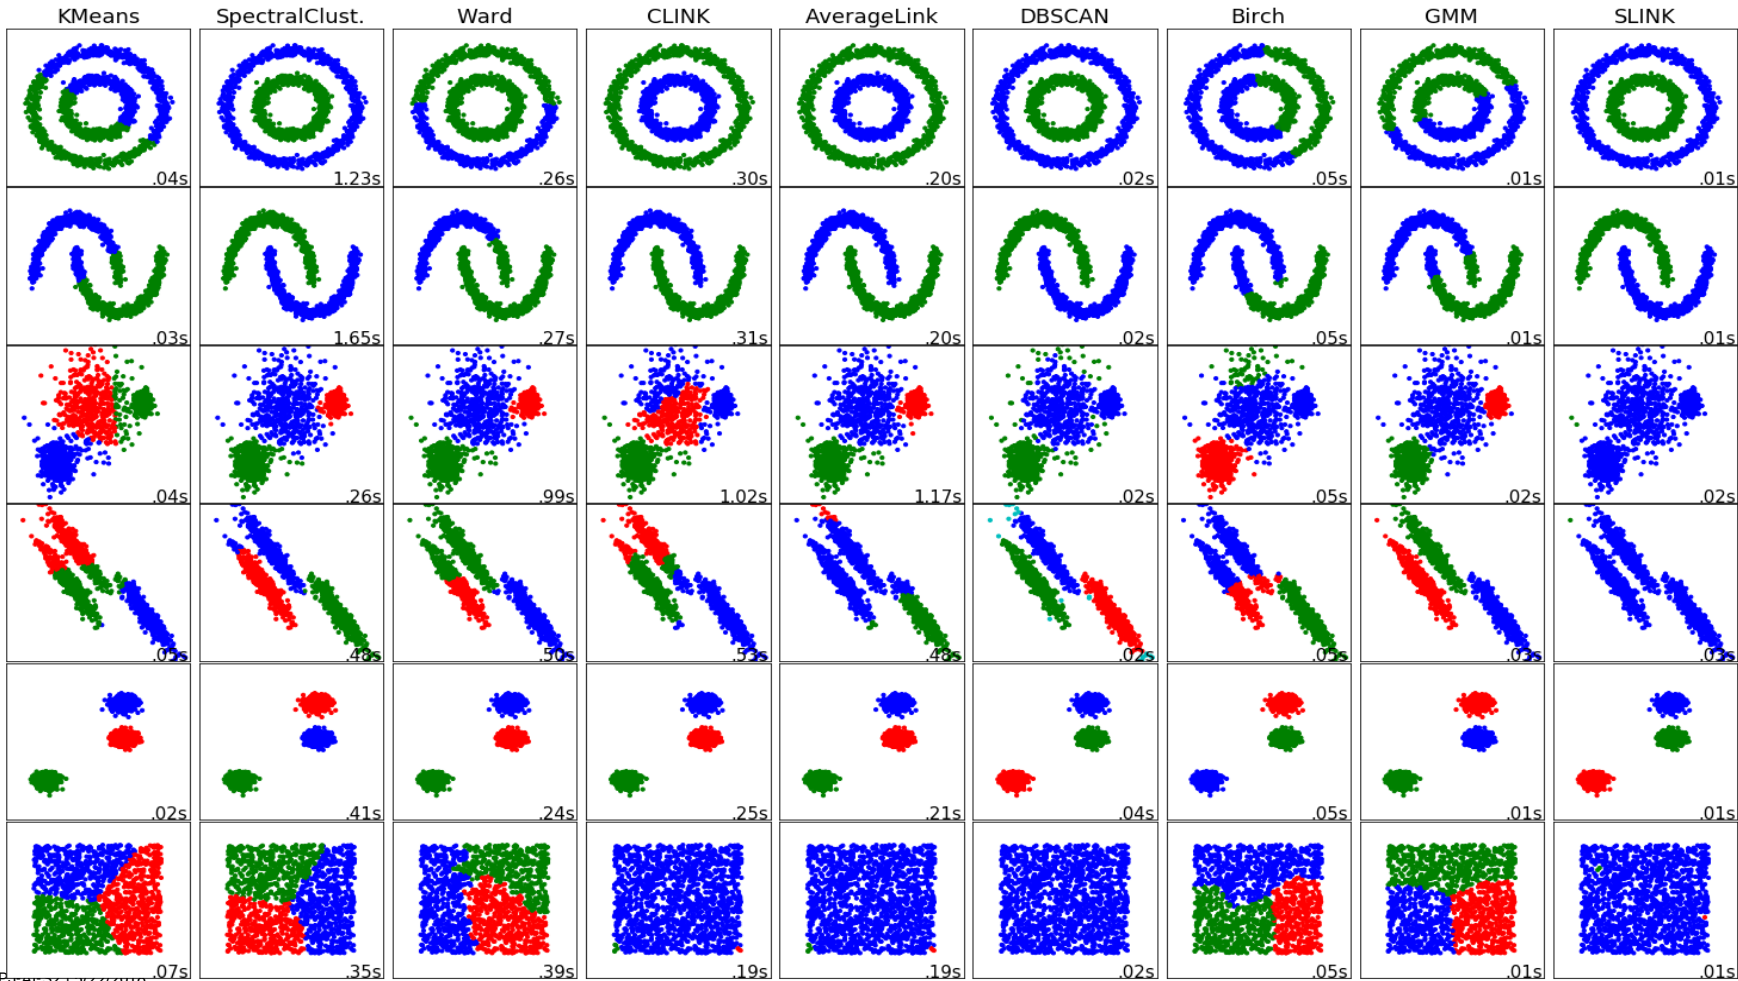 KMeans SpectralClust. Ward CLINK AverageLink DBSCAN Birch GMM SLINK
.04s 1.23s .26s .30s .20s .02s .05s .01s .01s
.03s 1.65s .27s .31s .20s .02s .05s .01s .01s
.04s .26s .99s 1.02s 1.17s .02s .05s .02s .02s
.05s .48s .50s .53s .48s .02s .05s .03s .03s
.02s .41s .24s .25s .21s .04s .05s .01s .01s
.07s .35s .39s .19s .19s .02s .05s .01s .01s